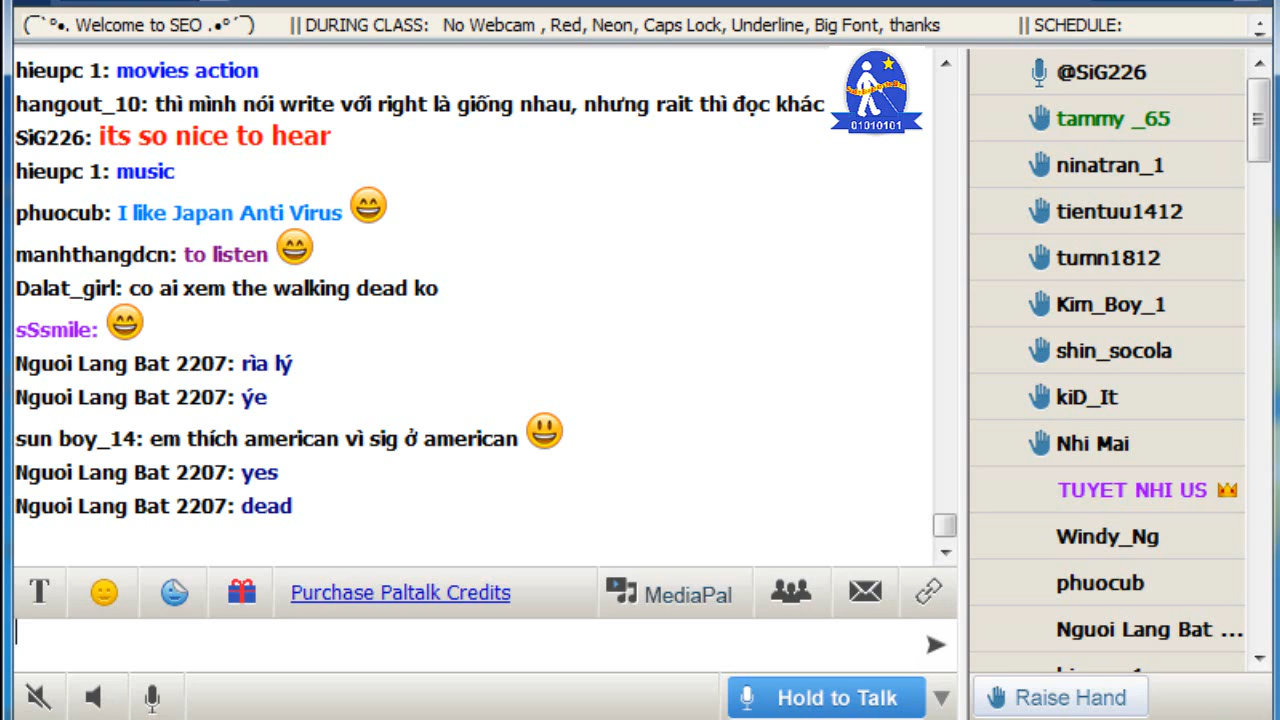 (¯`°•. Welcome to SEO .•°´¯) || DURING CLASS: No Webcam , Red, Neon, Caps Lock, Underline, Big Font, thanks || SCHEDULE:
hieupc 1: movies action
hangout_10: thì mình nói write với right là giống nhau, nhưng rait thì đọc khác
SiG226: its so nice to hear
hieupc 1: music
phuocub: I like Japan Anti Virus
manhthangdcn: to listen
Dalat_girl: co ai xem the walking dead ko
sSsmile:
Nguoi Lang Bat 2207: rìa lý
Nguoi Lang Bat 2207: ýe
sun boy_14: em thích american vì sig ở american
Nguoi Lang Bat 2207: yes
Nguoi Lang Bat 2207: dead
01010101
@SiG226
tammy _65
ninatran_1
tientuu1412
tumn1812
Kim_Boy_1
shin_socola
kiD_It
Nhi Mai
TUYET NHI US
Windy_Ng
phuocub
Nguoi Lang Bat ...
T
Purchase Paltalk Credits
MediaPal
Hold to Talk
Raise Hand